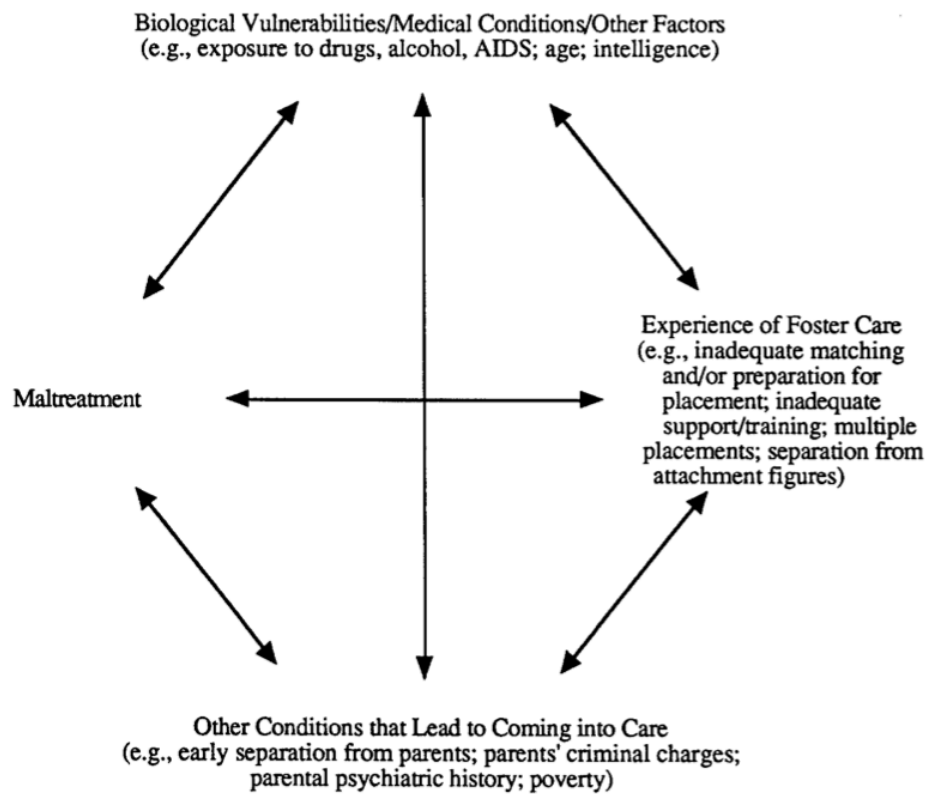 Biological Vulnerabilities/Medical Conditions/Other Factors
(e.g., exposure to drugs, alcohol, AIDS; age; intelligence)
Experience of Foster Care
(e.g., inadequate matching
and/or preparation for
placement; inadequate
support/training; multiple
placements; separation from
attachment figures)
Maltreatment
Other Conditions that Lead to Coming into Care
(e.g., early separation from parents; parents' criminal charges;
parental psychiatric history; poverty)